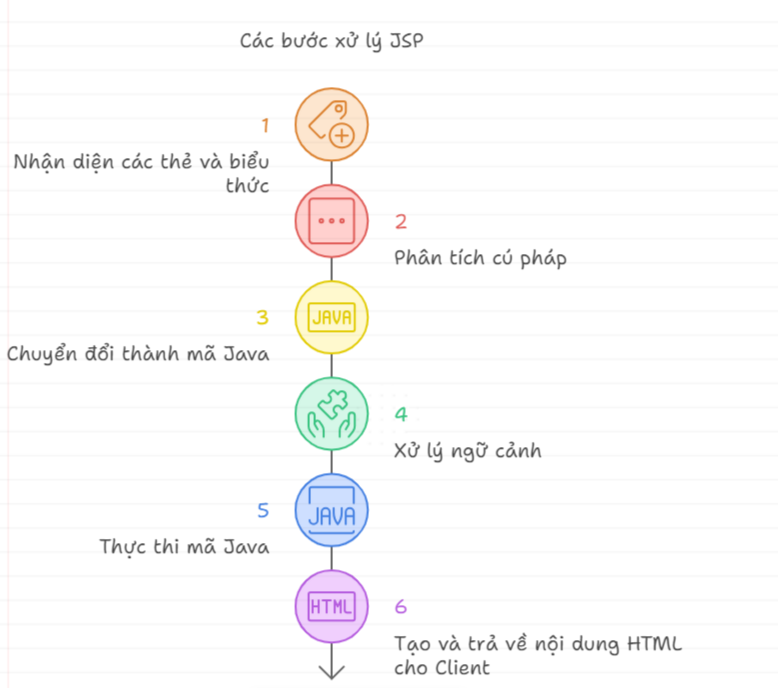 Các bước xử lý JSP
1
Nhận diện các thẻ và biểu
thức
2
Phân tích cú pháp
JAVA
3
Chuyển đổi thành mã Java
4
Xử lý ngữ cảnh
5
JAVA
Thực thi mã Java
HTML
6
Tạo và trả về nội dung HTML
cho Client